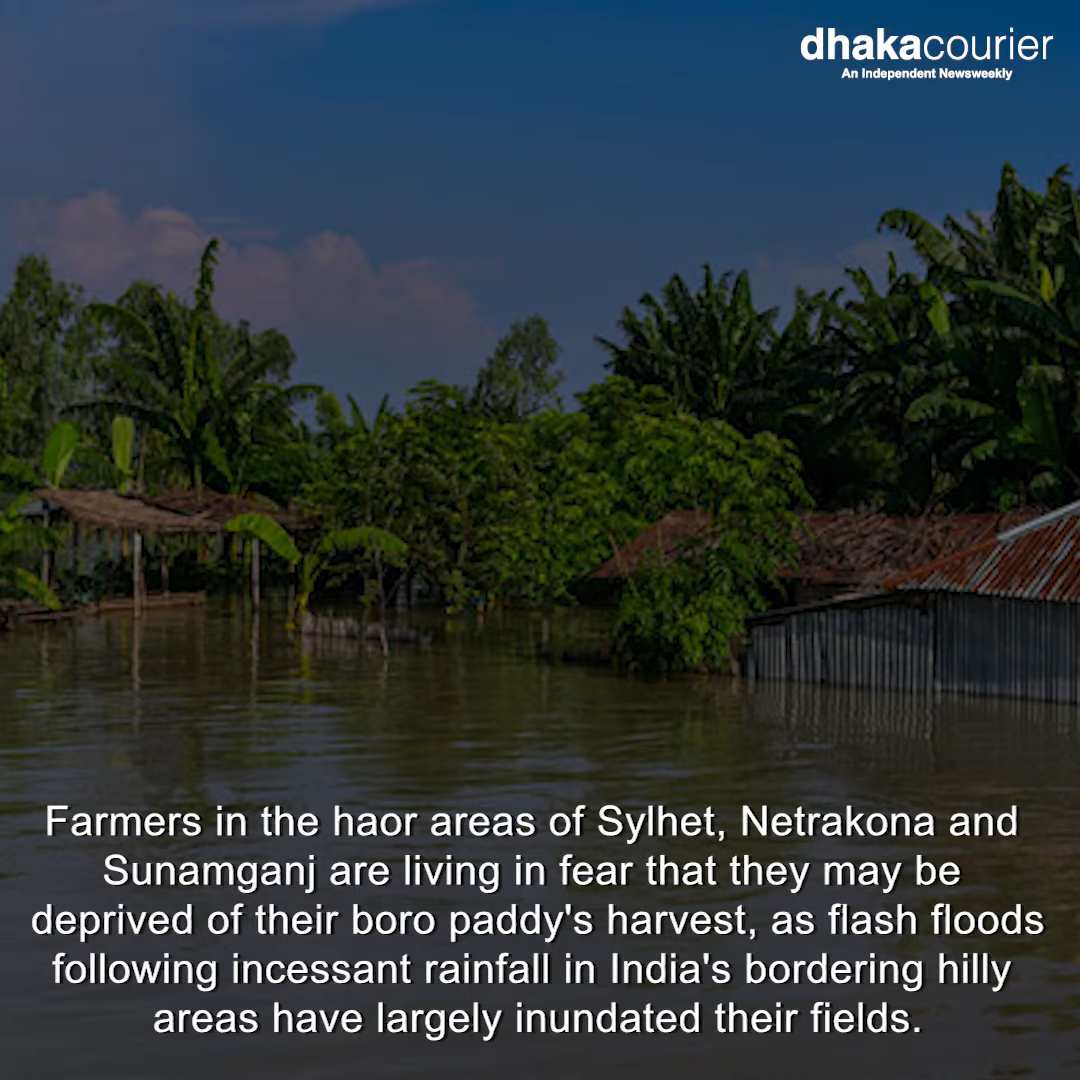 dhakacourier
An Independent Newsweekly
Farmers in the haor areas of Sylhet, Netrakona and
Sunamganj are living in fear that they may be
deprived of their boro paddy's harvest, as flash floods
following incessant rainfall in India's bordering hilly
areas have largely inundated their fields.